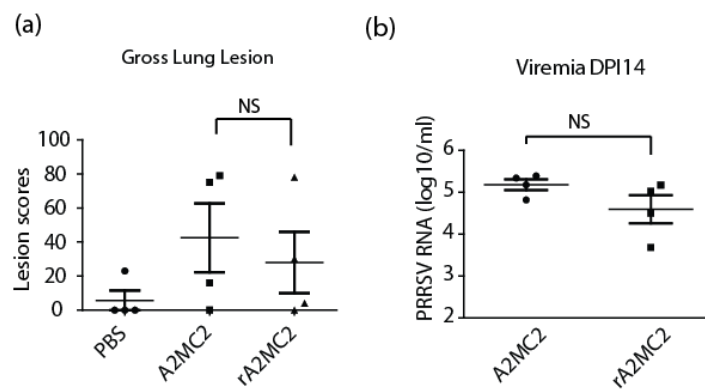 (a)
Gross Lung Lesion
NS
100
80
60
40
20
0
Lesion scores
PBS
A2MC2
rA2MC2
(b)
Viremia DPI14
NS
6
5
4
3
2
PRRSV RNA (log10/ml)
A2MC2
rA2MC2